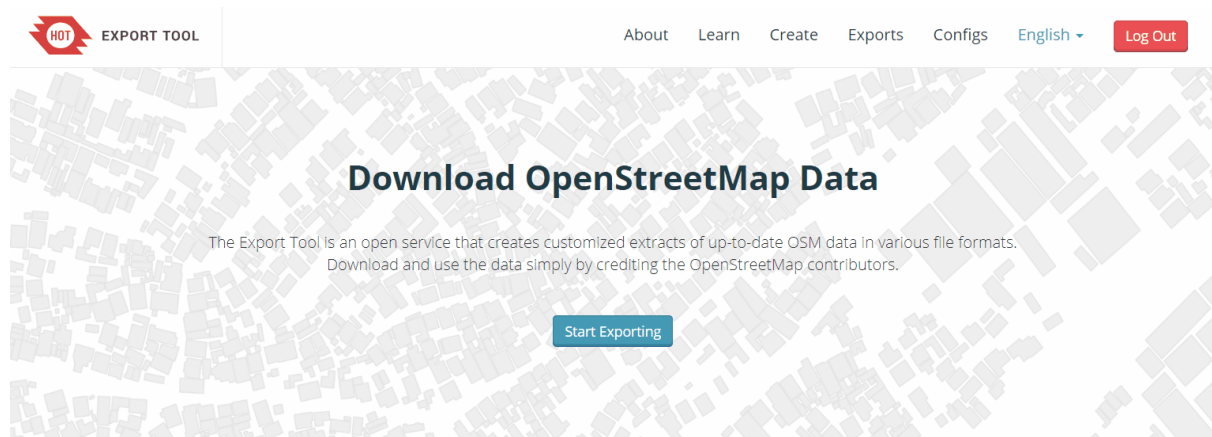 HOT EXPORT TOOL About Learn Create Exports Configs English Log Out
Download OpenStreetMap Data
The Export Tool is an open service that creates customized extracts of up-to-date OSM data in various file formats.
Download and use the data simply by crediting the OpenStreetMap contributors.
Start Exporting